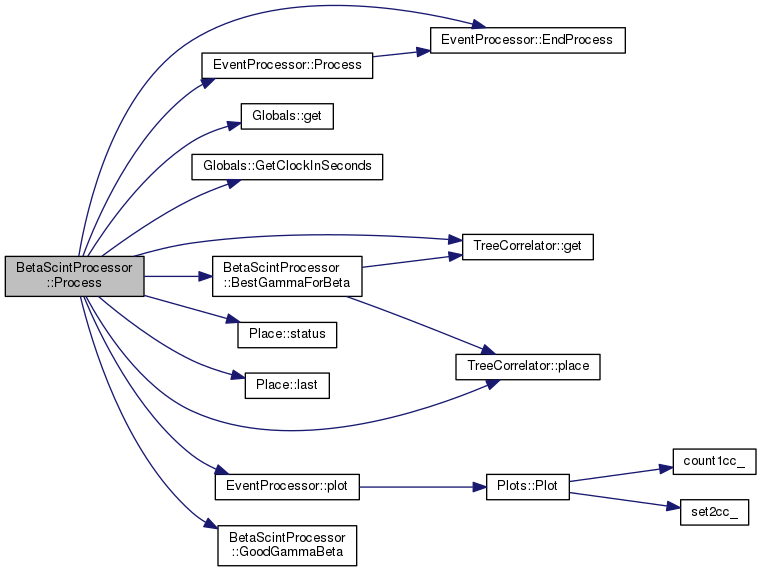 EventProcessor::EndProcess
EventProcessor::Process
Globals::get
Globals::GetClockInSeconds
TreeCorrelator::get
BetaScintProcessor
::Process
BetaScintProcessor
::BestGammaForBeta
Place::status
TreeCorrelator::place
Place::last
count1cc_
EventProcessor::plot
Plots::Plot
set2cc_
BetaScintProcessor
::GoodGammaBeta